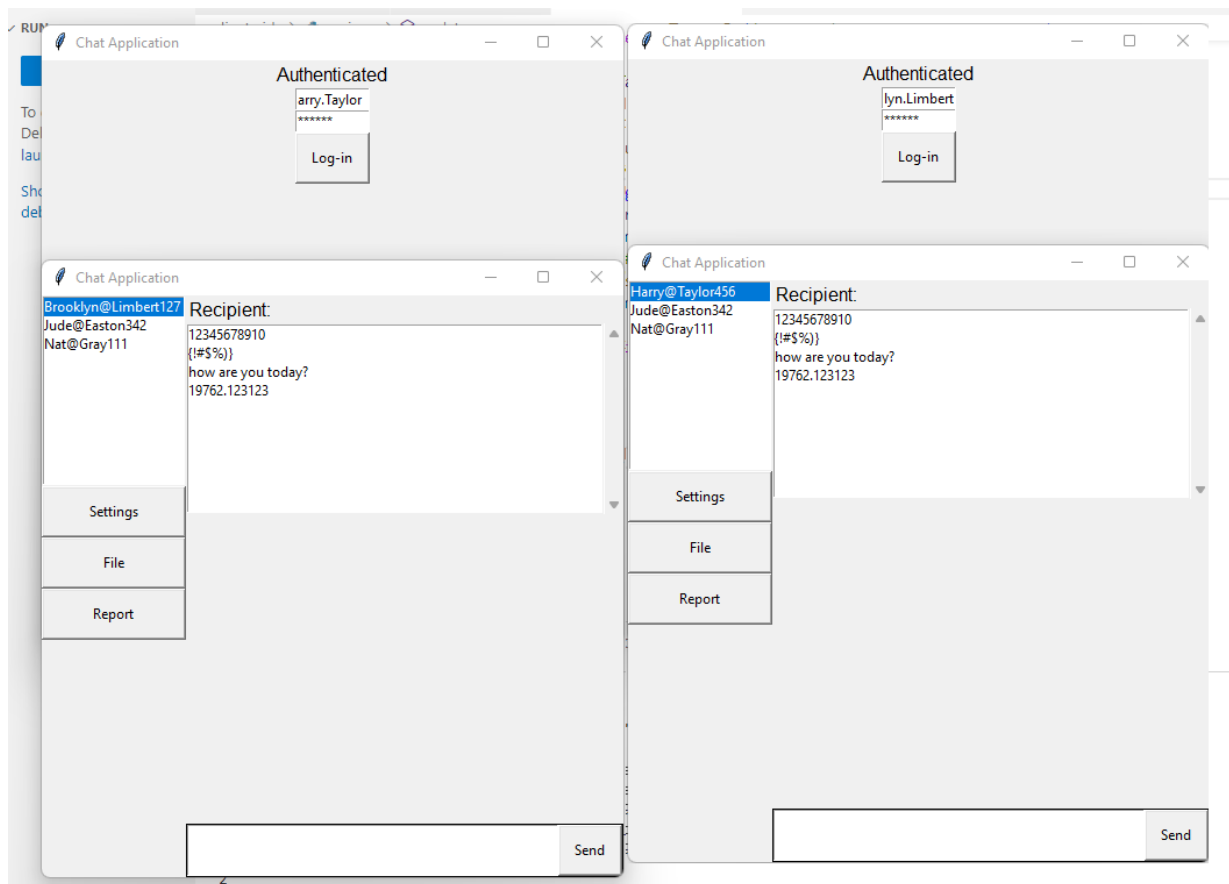 RUN
Chat Application
Authenticated
arry.Taylor
******
Log-in
Chat Application
Authenticated
lyn.Limbert
******
Log-in
To
Chat Application
Brooklyn@Limbert127
Jude@Easton342
Nat@Gray111
Recipient:
12345678910
{!#$%)}
how are you today?
19762.123123
Settings
File
Report
Send
Chat Application
Harry@Taylor456
Jude@Easton342
Nat@Gray111
Recipient:
12345678910
{!#$%)}
how are you today?
19762.123123
Settings
File
Report
Send